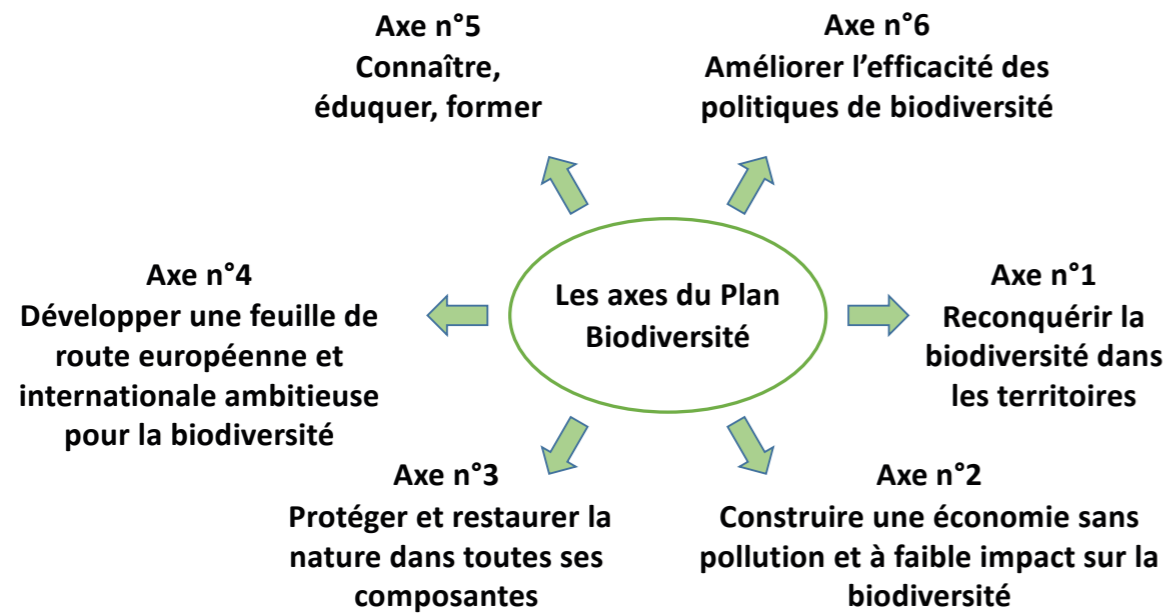 Axe n°5
Connaître,
éduquer, former
Axe n°6
Améliorer l’efficacité des
politiques de biodiversité
Axe n°4
Développer une feuille de
route européenne et
internationale ambitieuse
pour la biodiversité
Les axes du Plan
Biodiversité
Axe n°1
Reconquérir la
biodiversité dans
les territoires
Axe n°3
Protéger et restaurer la
nature dans toutes ses
composantes
Axe n°2
Construire une économie sans
pollution et à faible impact sur la
biodiversité